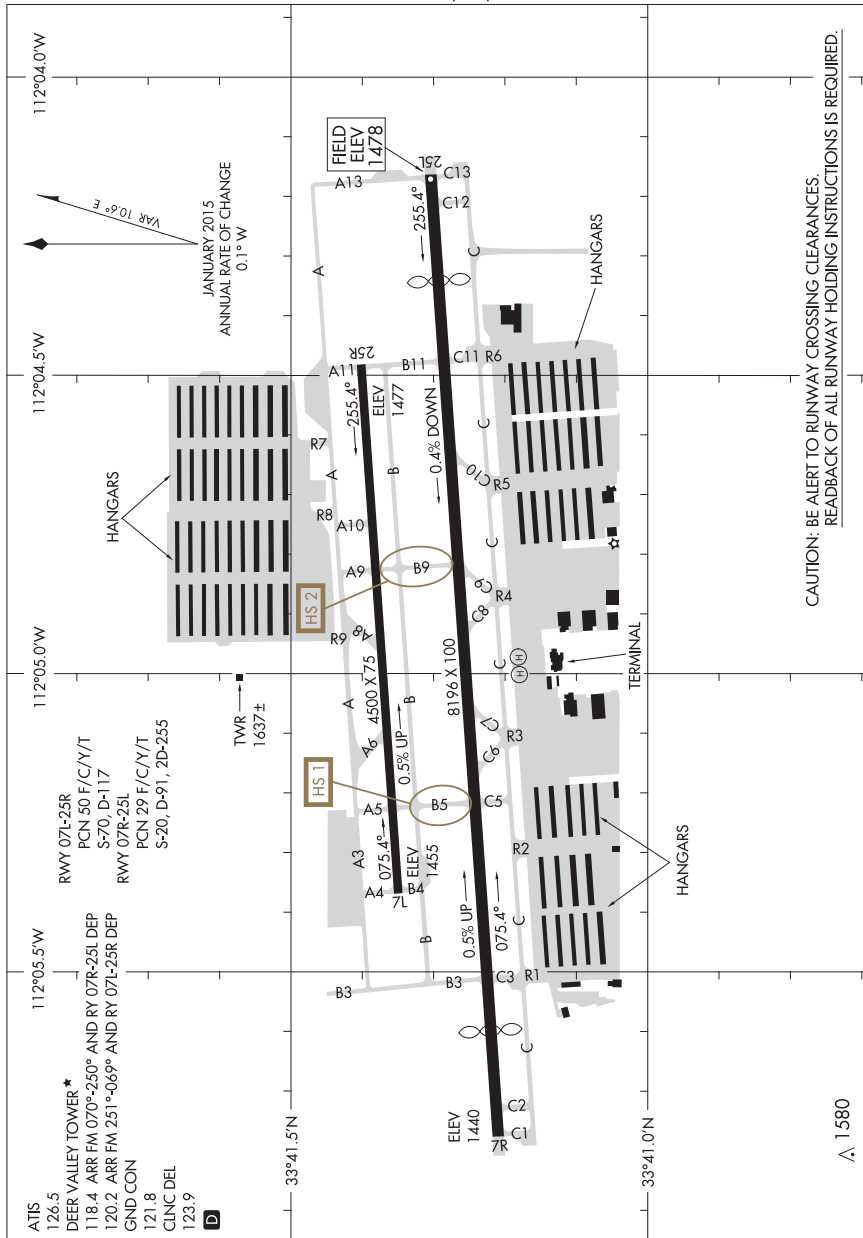 ATIS
126.5
DEER VALLEY TOWER★
118.4 ARR FM 070°-250° AND RY 07R-25L DEP
120.2 ARR FM 251°-069° AND RY 07L-25R DEP
GND CON
121.8
CLNC DEL
123.9
D
RWY 07L-25R
PCN 50 F/C/Y/T
S-70, D-117
RWY 07R-25L
PCN 29 F/C/Y/T
S-20, D-91, 2D-255
112°05.5'W
112°05.0'W
112°04.5'W
112°04.0'W
VAR 10.6° E
JANUARY 2015
ANNUAL RATE OF CHANGE
0.1° W
TWR
1637±
HANGARS
33°41.5'N
HS 1
HS 2
FIELD
ELEV
1478
B3
A4
A3
A5
A6
A
R9
A8
A9
R8
A10
R7
A
A11
A
A13
7L
B4
ELEV
1455
075.4°
0.5% UP
4500 X 75
255.4°
25R
ELEV
1477
B
B3
B5
B
B9
B
B11
7R
ELEV
1440
0.5% UP
075.4°
8196 X 100
0.4% DOWN
255.4°
25L
C1
C2
C
C3
R1
C
R2
C5
C6
C7
R3
C
C8
C9
R4
C
C10
R5
C
C11
R6
C
C12
C13
H
H
TERMINAL
HANGARS
HANGARS
33°41.0'N
1580
CAUTION: BE ALERT TO RUNWAY CROSSING CLEARANCES.
READBACK OF ALL RUNWAY HOLDING INSTRUCTIONS IS REQUIRED.